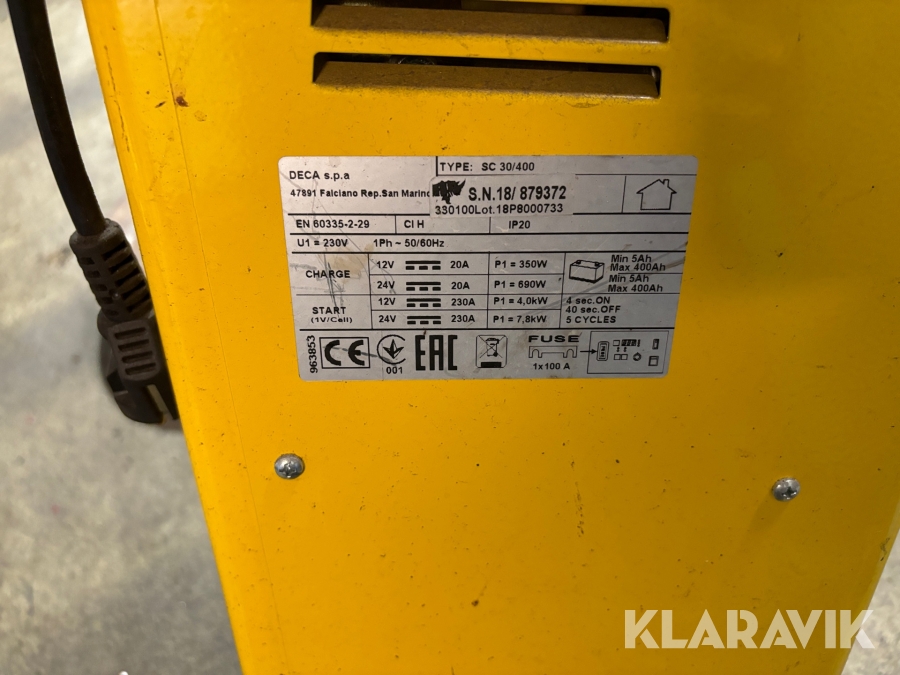 DECA s.p.a
47891 Falciano Rep.San Marino
TYPE: SC 30/400
S.N.18/ 879372
330100Lot.18P8000733
EN 60335-2-29 Cl H IP20
U1 = 230V 1Ph ~ 50/60Hz
CHARGE
12V 20A P1 = 350W Min 5Ah Max 400Ah
24V 20A P1 = 690W Min 5Ah Max 400Ah
START
(1V/Cell)
12V 230A P1 = 4,0kW
24V 230A P1 = 7,8kW
4 sec.ON
40 sec.OFF
5 CYCLES
963853
CE
001
EAC
FUSE
1x100 A
KLARAVIK